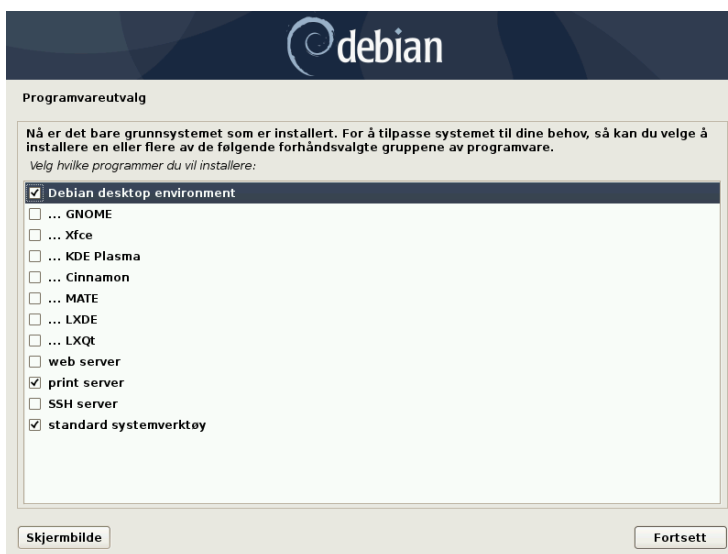 debian
Programvareutvalg
Nå er det bare grunnsystemet som er installert. For å tilpasse systemet til dine behov, så kan du velge å
installere en eller flere av de følgende forhåndsvalgte gruppene av programvare.
Velg hvilke programmer du vil installere:
Debian desktop environment
... GNOME
... Xfce
... KDE Plasma
... Cinnamon
... MATE
... LXDE
... LXQt
web server
print server
SSH server
standard systemverktøy
Skjermbilde
Fortsett